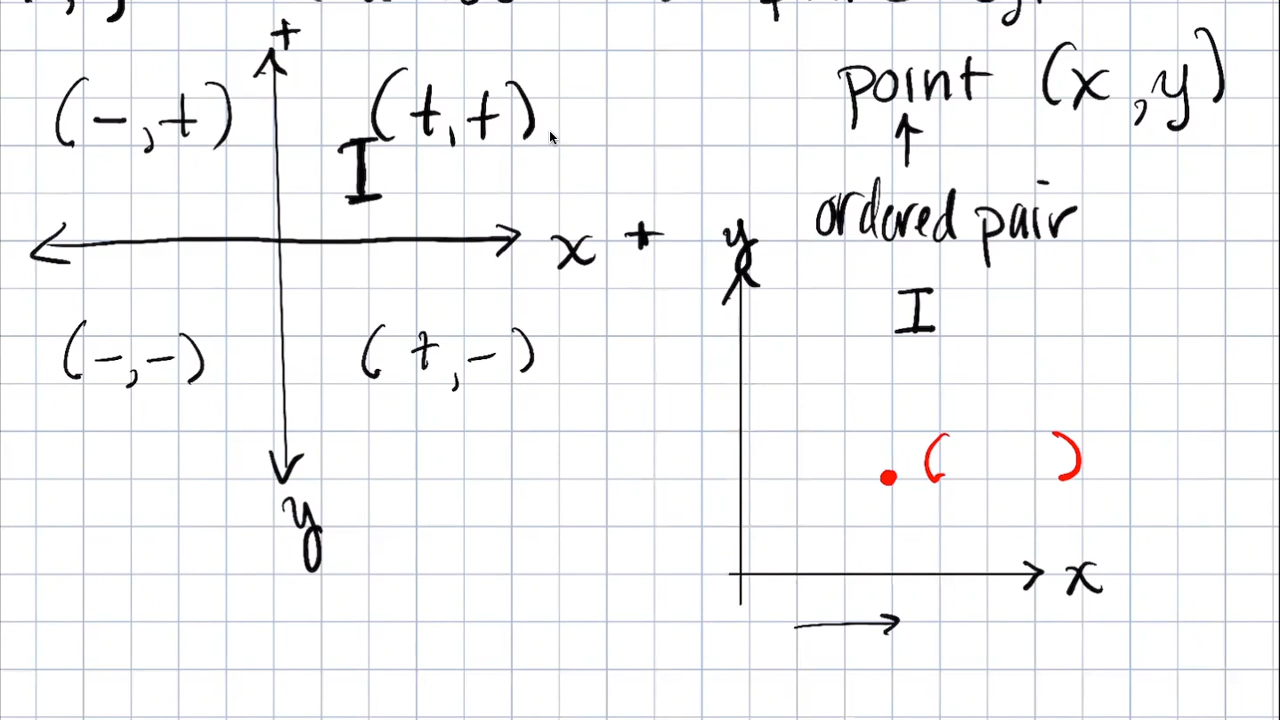 +
(-,+) (+,+)
I
x +
(-,-) (+,-)
y
point (x,y)
ordered pair
y
I
( )
x